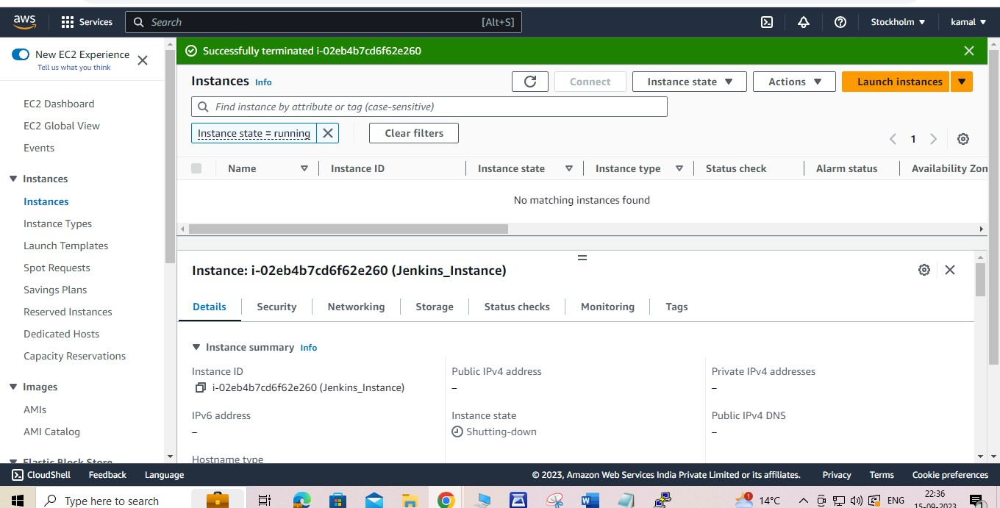 aws Services Search [Alt+S] Stockholm kamal
New EC2 Experience
Tell us what you think
EC2 Dashboard
EC2 Global View
Events
Instances
Instances
Instance Types
Launch Templates
Spot Requests
Savings Plans
Reserved Instances
Dedicated Hosts
Capacity Reservations
Images
AMIs
AMI Catalog
Elastic Block Store
Successfully terminated i-02eb4b7cd6f62e260
Instances Info Connect Instance state Actions Launch instances
Find instance by attribute or tag (case-sensitive)
Instance state = running Clear filters 1
Name Instance ID Instance state Instance type Status check Alarm status Availability Zon
No matching instances found
Instance: i-02eb4b7cd6f62e260 (Jenkins_Instance)
Details Security Networking Storage Status checks Monitoring Tags
Instance summary Info
Instance ID Public IPv4 address Private IPv4 addresses
i-02eb4b7cd6f62e260 (Jenkins_Instance) – –
IPv6 address Instance state Public IPv4 DNS
– Shutting-down –
Hostname type
CloudShell Feedback Language © 2023, Amazon Web Services India Private Limited or its affiliates. Privacy Terms Cookie preferences
Type here to search 1 14°C ENG 22:36
15-09-2023 1